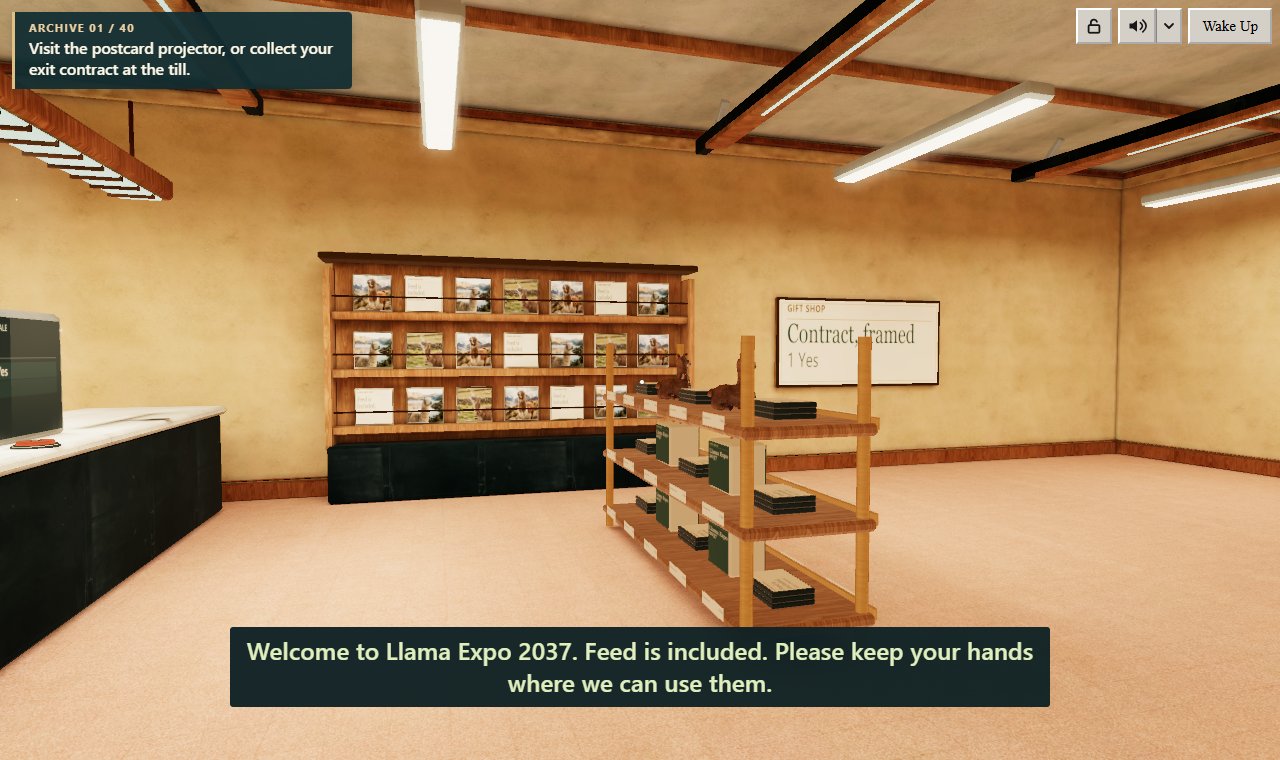 ARCHIVE 01 / 40
Visit the postcard projector, or collect your
exit contract at the till.
Wake Up
GIFT SHOP
Contract, framed
1 Yes
Welcome to Llama Expo 2037. Feed is included. Please keep your hands
where we can use them.